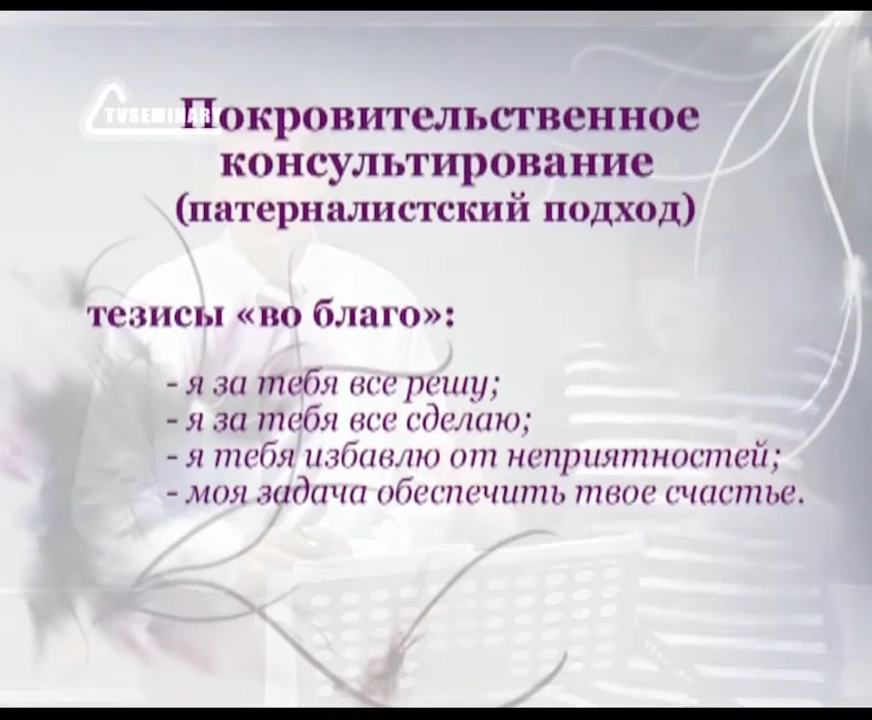 TVSEMINARY
Покровительственное
консультирование
(патерналистский подход)
тезисы «во благо»:
- я за тебя все решу;
- я за тебя все сделаю;
- я тебя избавлю от неприятностей;
- моя задача обеспечить твое счастье.